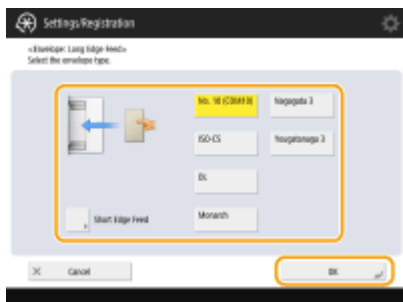 Settings/Registration
<Envelope: Long Edge Feed>
Select the envelope type.
No. 10 (COM10)
Nagagata 3
ISO-C5
Yougatanaga 3
DL
Short Edge Feed
Monarch
Cancel
OK